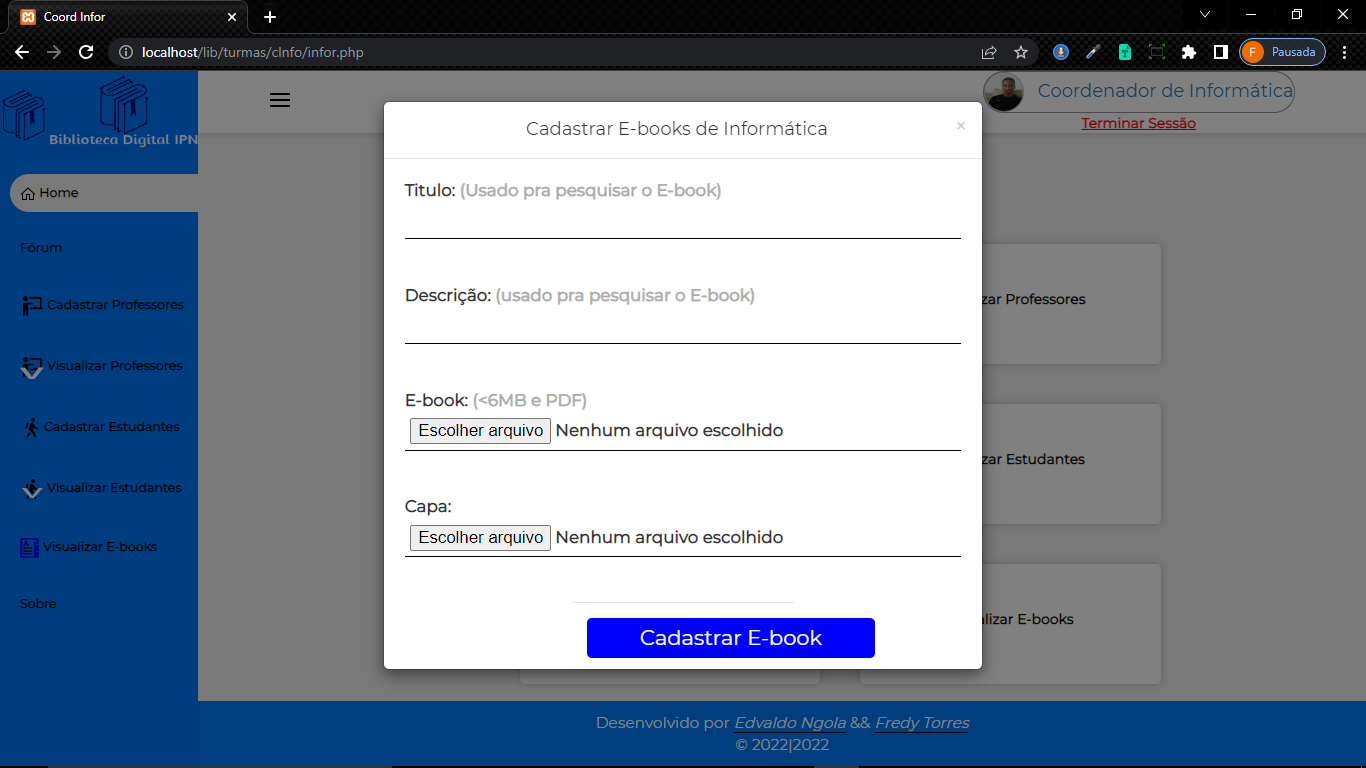 Coord Infor
localhost/lib/turmas/cInfo/infor.php
F Pausada
Biblioteca Digital IPN
Coordenador de Informática
Terminar Sessão
Home
Fórum
Cadastrar Professores
Visualizar Professores
Cadastrar Estudantes
Visualizar Estudantes
Visualizar E-books
Sobre
Cadastrar E-books de Informática
×
Titulo: (Usado pra pesquisar o E-book)
Descrição: (usado pra pesquisar o E-book)
E-book: (<6MB e PDF)
Escolher arquivo Nenhum arquivo escolhido
Capa:
Escolher arquivo Nenhum arquivo escolhido
Cadastrar E-book
zar Professores
zar Estudantes
lizar E-books
Desenvolvido por Edvaldo Ngola && Fredy Torres
© 2022|2022